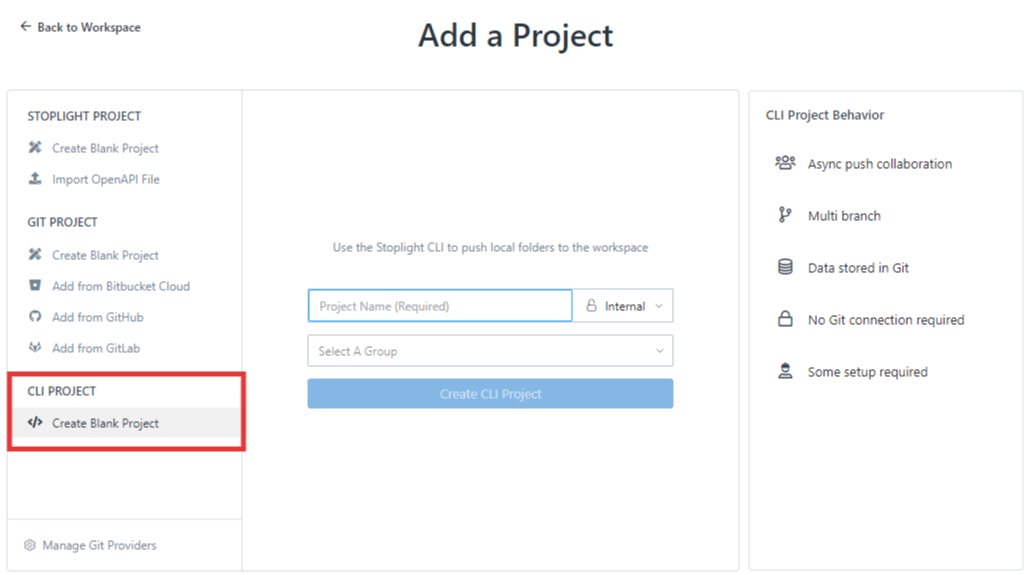 Back to Workspace
Add a Project
STOPLIGHT PROJECT
Create Blank Project
Import OpenAPI File
GIT PROJECT
Create Blank Project
Add from Bitbucket Cloud
Add from GitHub
Add from GitLab
CLI PROJECT
Create Blank Project
Manage Git Providers
Use the Stoplight CLI to push local folders to the workspace
Project Name (Required) Internal
Select A Group
Create CLI Project
CLI Project Behavior
Async push collaboration
Multi branch
Data stored in Git
No Git connection required
Some setup required